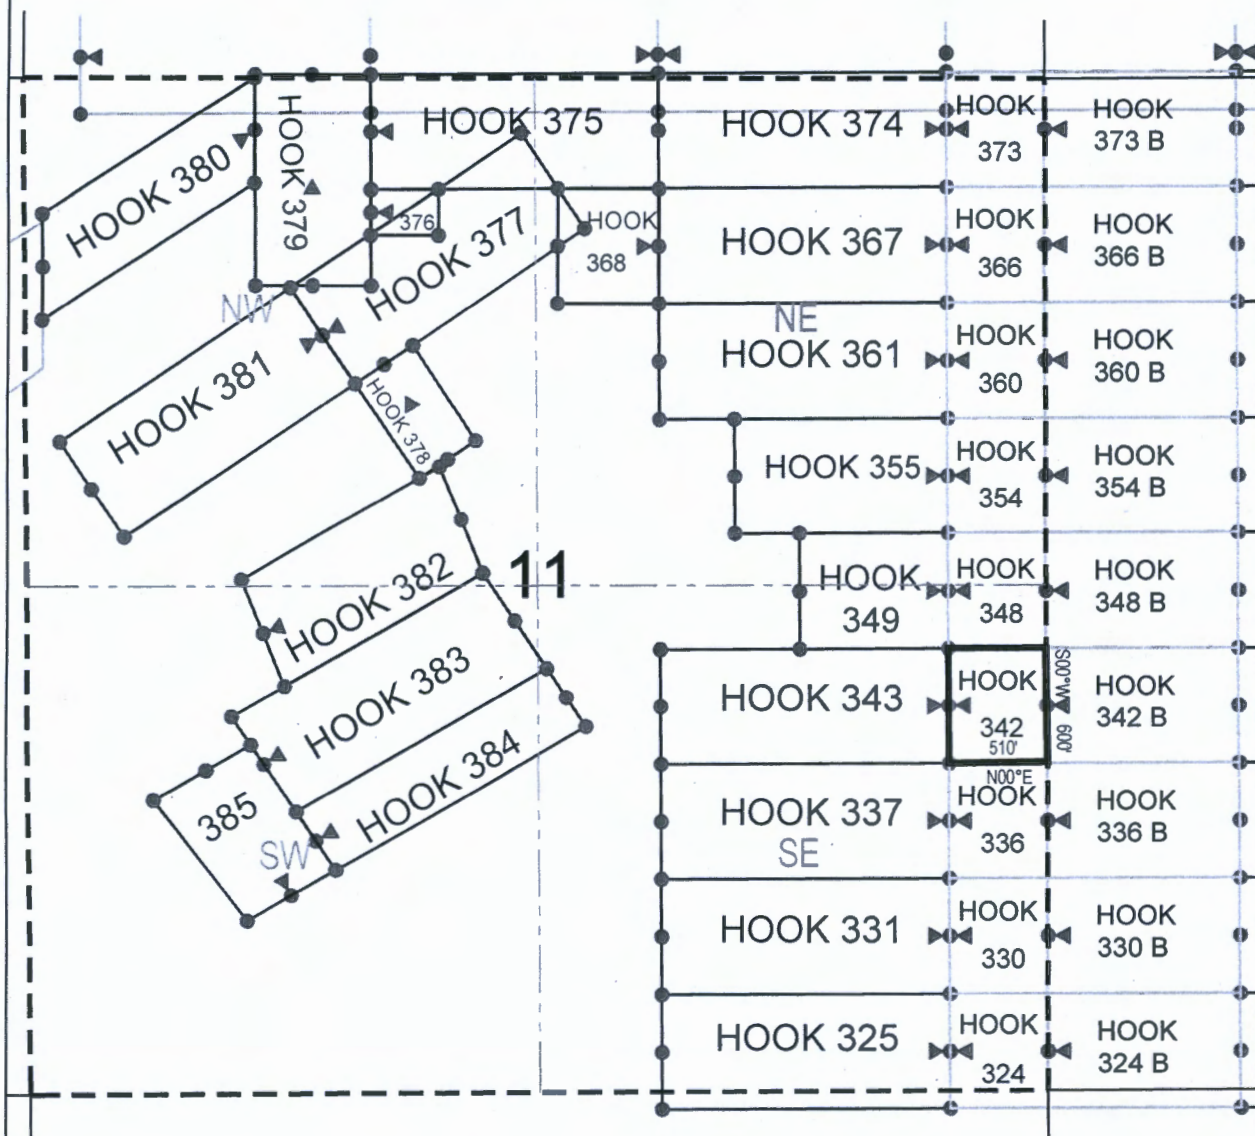 HOOK 375
HOOK 374
HOOK
373
HOOK
373 B
HOOK 380
HOOK 379
376
HOOK 377
HOOK
368
HOOK 367
HOOK
366
HOOK
366 B
NW
NE
HOOK 381
HOOK 378
HOOK 361
HOOK
360
HOOK
360 B
HOOK 355
HOOK
354
HOOK
354 B
11
HOOK 382
HOOK
349
HOOK
348
HOOK
348 B
HOOK 383
HOOK 343
HOOK
342
510'
N00°E
S00°W 600'
HOOK
342 B
HOOK 384
385
SW
HOOK 337
SE
HOOK
336
HOOK
336 B
HOOK 331
HOOK
330
HOOK
330 B
HOOK 325
HOOK
324
HOOK
324 B